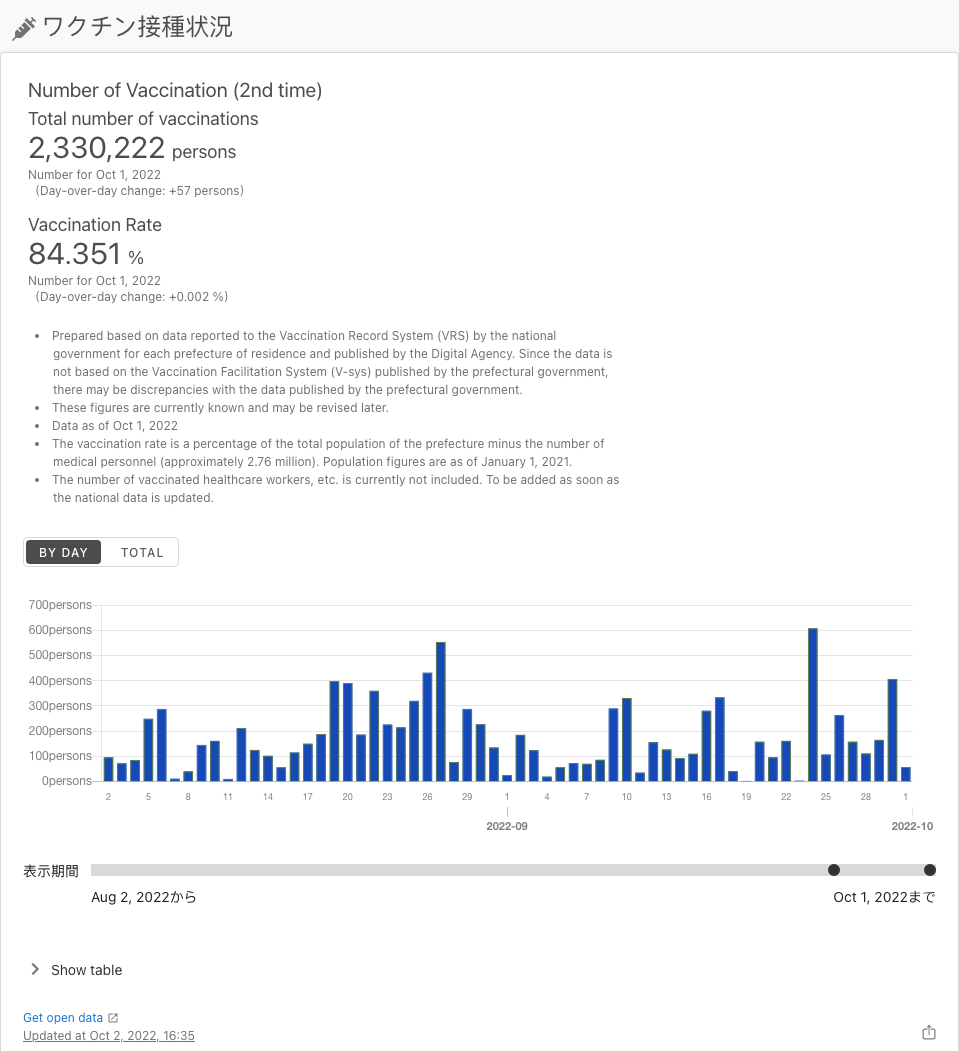 ワクチン接種状況
Number of Vaccination (2nd time)
Total number of vaccinations
2,330,222 persons
Number for Oct 1, 2022
(Day-over-day change: +57 persons)
Vaccination Rate
84.351 %
Number for Oct 1, 2022
(Day-over-day change: +0.002 %)
• Prepared based on data reported to the Vaccination Record System (VRS) by the national
government for each prefecture of residence and published by the Digital Agency. Since the data is
not based on the Vaccination Facilitation System (V-sys) published by the prefectural government,
there may be discrepancies with the data published by the prefectural government.
• These figures are currently known and may be revised later.
• Data as of Oct 1, 2022
• The vaccination rate is a percentage of the total population of the prefecture minus the number of
medical personnel (approximately 2.76 million). Population figures are as of January 1, 2021.
• The number of vaccinated healthcare workers, etc. is currently not included. To be added as soon as
the national data is updated.
BY DAY TOTAL
700persons
600persons
500persons
400persons
300persons
200persons
100persons
0persons
2 5 8 11 14 17 20 23 26 29 1 4 7 10 13 16 19 22 25 28 1
2022-09 2022-10
表示期間
Aug 2, 2022から Oct 1, 2022まで
Show table
Get open data
Updated at Oct 2, 2022, 16:35